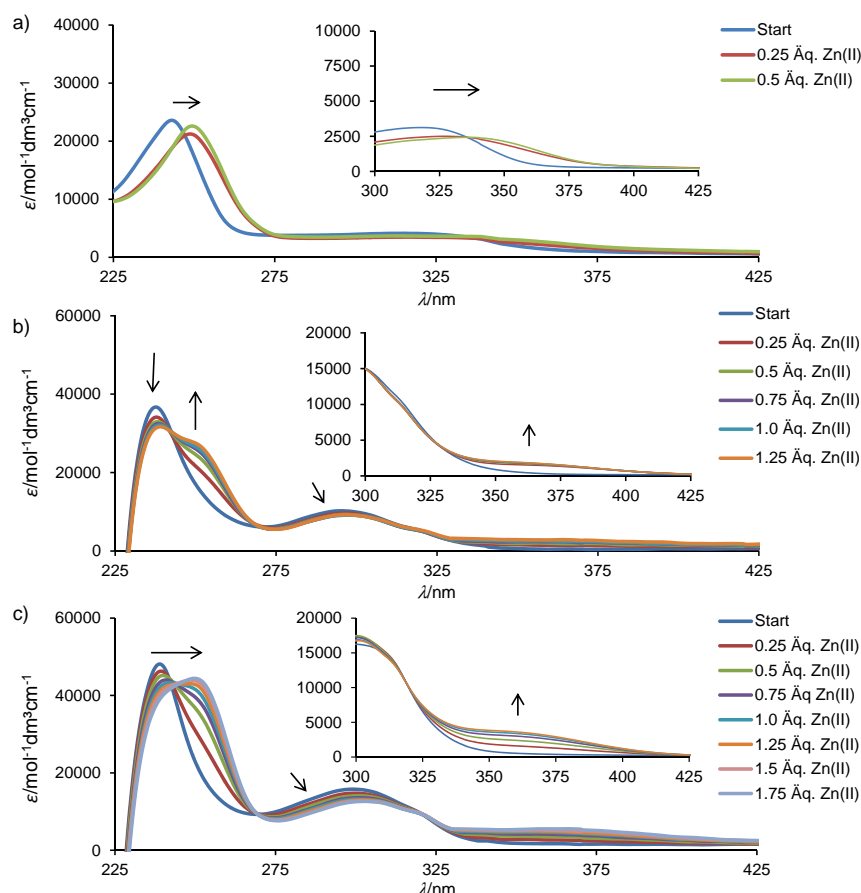 a)
ε/mol⁻¹dm³cm⁻¹
40000
30000
20000
10000
0
225 275 325 375 425
λ/nm
10000
7500
5000
2500
0
300 325 350 375 400 425
Start
0.25 Äq. Zn(II)
0.5 Äq. Zn(II)
b)
ε/mol⁻¹dm³cm⁻¹
60000
40000
20000
0
225 275 325 375 425
λ/nm
20000
15000
10000
5000
0
300 325 350 375 400 425
Start
0.25 Äq. Zn(II)
0.5 Äq. Zn(II)
0.75 Äq. Zn(II)
1.0 Äq. Zn(II)
1.25 Äq. Zn(II)
c)
ε/mol⁻¹dm³cm⁻¹
60000
40000
20000
0
225 275 325 375 425
λ/nm
20000
15000
10000
5000
0
300 325 350 375 400 425
Start
0.25 Äq. Zn(II)
0.5 Äq. Zn(II)
0.75 Äq. Zn(II)
1.0 Äq. Zn(II)
1.25 Äq. Zn(II)
1.5 Äq. Zn(II)
1.75 Äq. Zn(II)